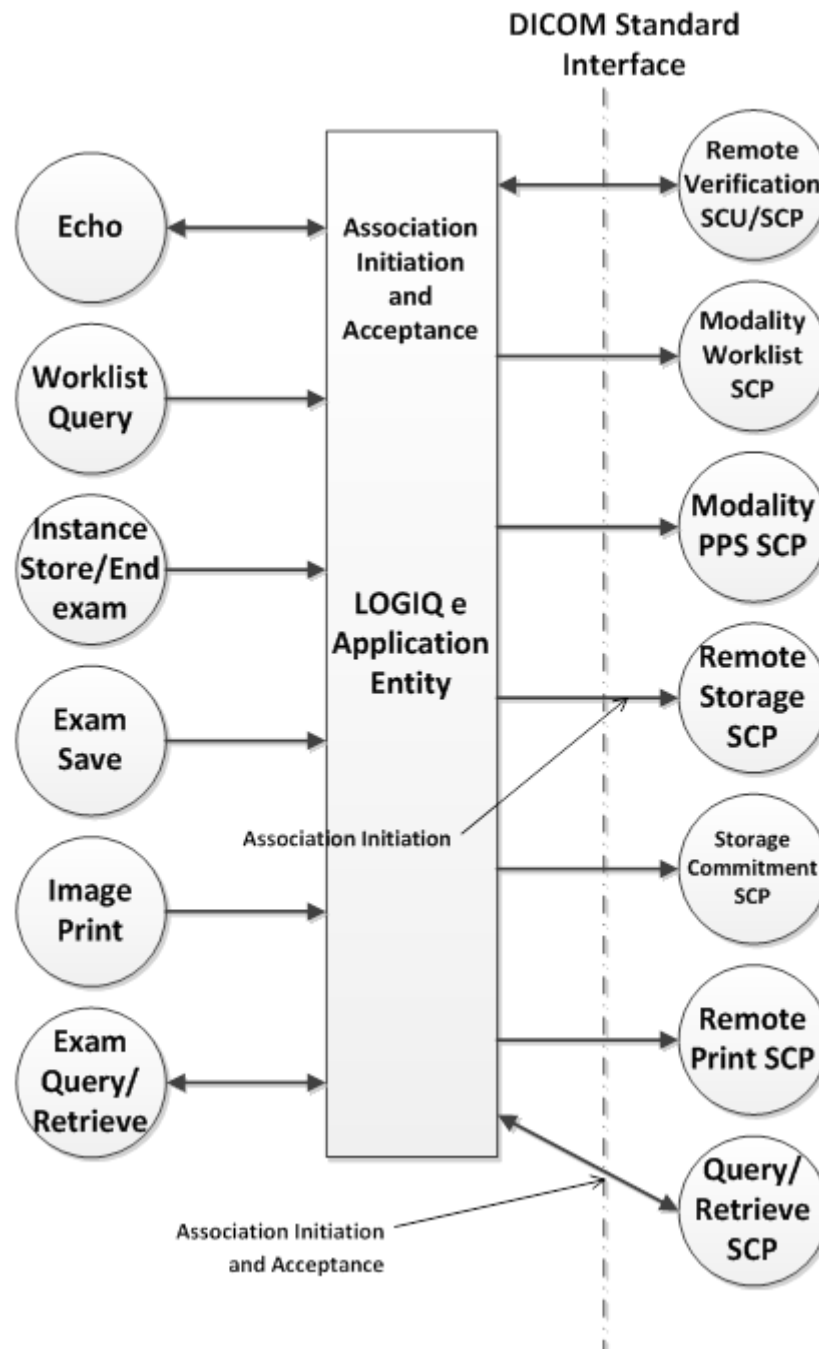 DICOM Standard
Interface
Echo
Worklist
Query
Instance
Store/End
exam
Exam
Save
Image
Print
Exam
Query/
Retrieve
Association
Initiation
and
Acceptance
LOGIQ e
Application
Entity
Association Initiation
Association Initiation
and Acceptance
Remote
Verification
SCU/SCP
Modality
Worklist
SCP
Modality
PPS SCP
Remote
Storage
SCP
Storage
Commitment
SCP
Remote
Print SCP
Query/
Retrieve
SCP